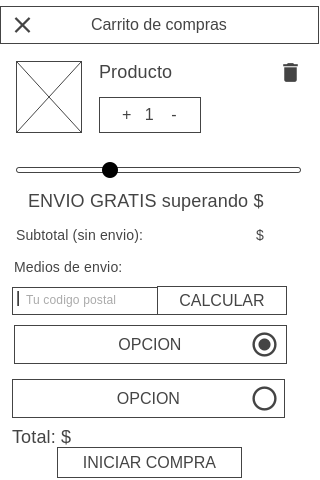 Carrito de compras
Producto
+ 1 -
ENVIO GRATIS superando $
Subtotal (sin envio): $
Medios de envio:
Tu codigo postal CALCULAR
OPCION
OPCION
Total: $
INICIAR COMPRA